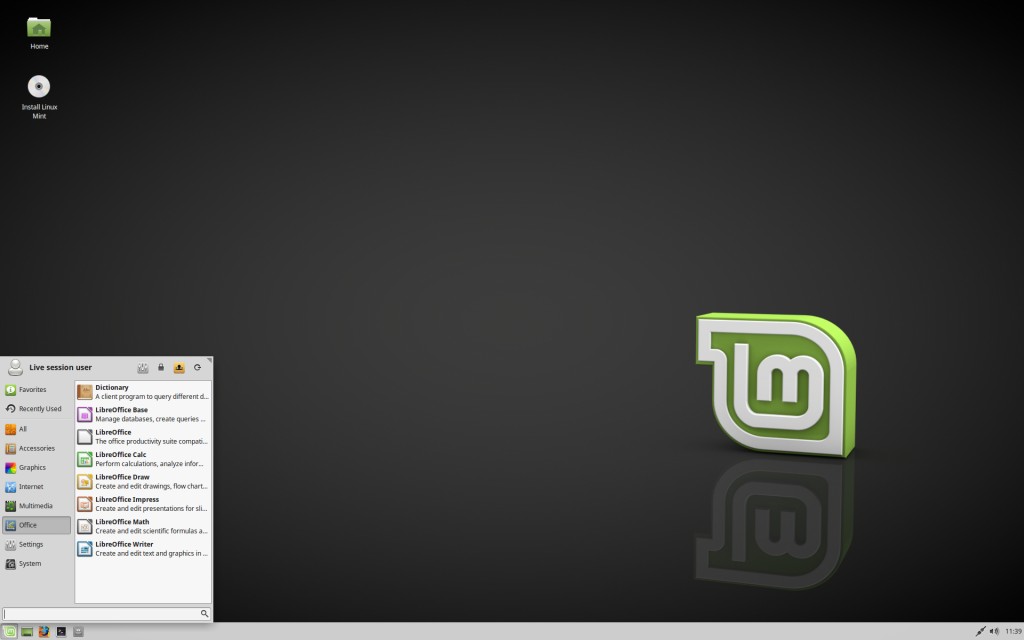 Home
Install Linux
Mint
Live session user
Favorites
Recently Used
All
Accessories
Graphics
Internet
Multimedia
Office
Settings
System
Dictionary
A client program to query different d...
LibreOffice Base
Manage databases, create queries ...
LibreOffice
The office productivity suite compati...
LibreOffice Calc
Perform calculations, analyze infor...
LibreOffice Draw
Create and edit drawings, flow chart...
LibreOffice Impress
Create and edit presentations for sli...
LibreOffice Math
Create and edit scientific formulas a...
LibreOffice Writer
Create and edit text and graphics in ...
11:39